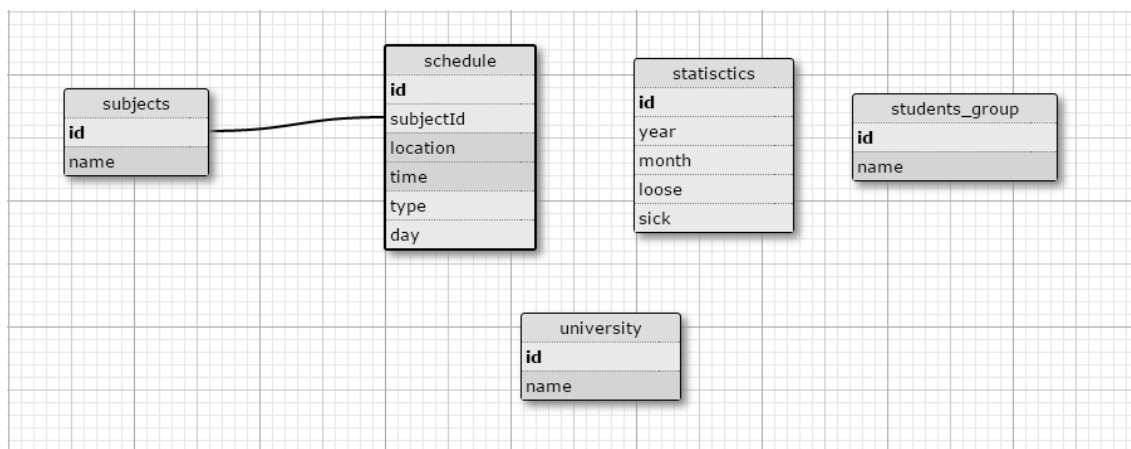 subjects
id
name
schedule
id
subjectId
location
time
type
day
statisctics
id
year
month
loose
sick
students_group
id
name
university
id
name